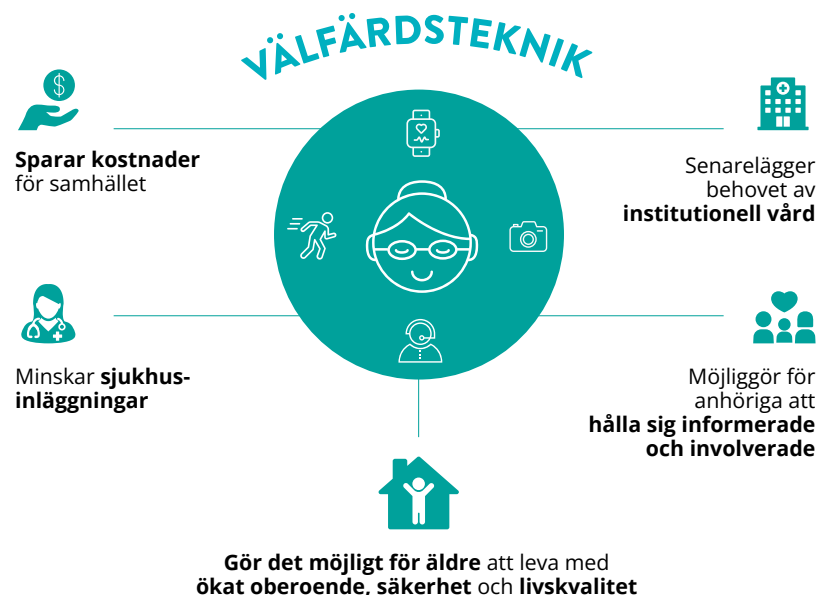 VÄLFÄRDSTEKNIK
$
Sparar kostnader
för samhället
Senarelägger
behovet av
institutionell vård
Minskar sjukhus-
inläggningar
Möjliggör för
anhöriga att
hålla sig informerade
och involverade
Gör det möjligt för äldre att leva med
ökat oberoende, säkerhet och livskvalitet